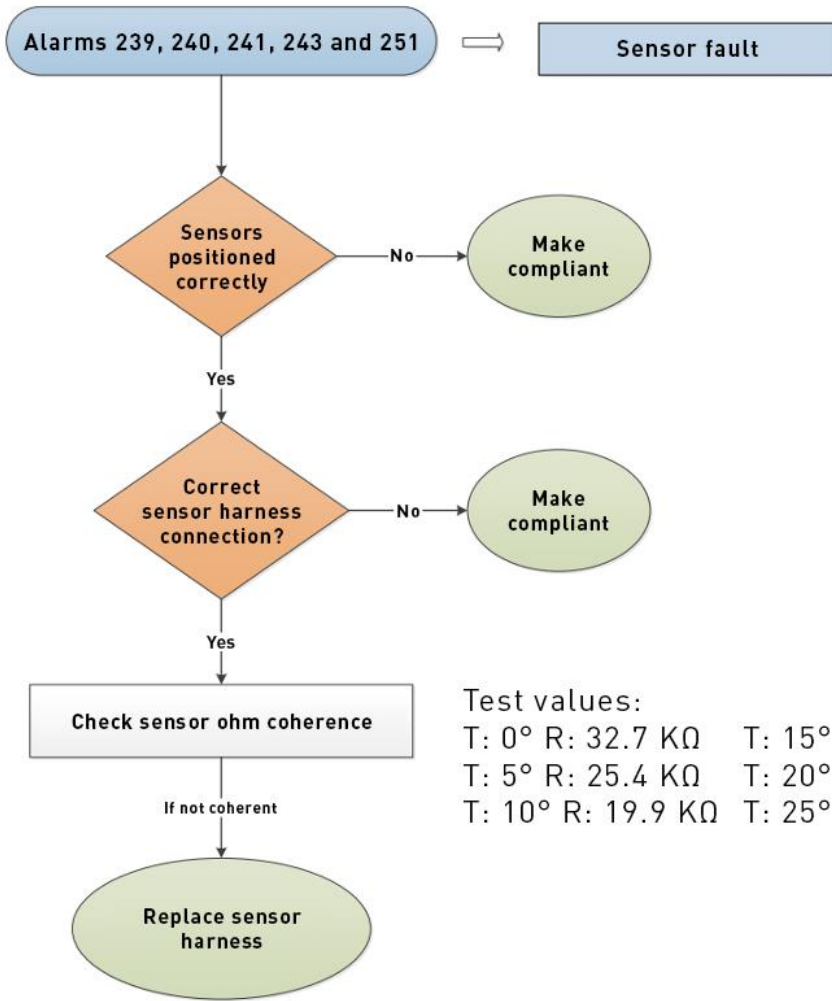 Alarms 239, 240, 241, 243 and 251
Sensor fault
Sensors
positioned
correctly
No
Make
compliant
Yes
Correct
sensor harness
connection?
No
Make
compliant
Yes
Check sensor ohm coherence
If not coherent
Replace sensor
harness
Test values:
T: 0° R: 32.7 KΩ T: 15°
T: 5° R: 25.4 KΩ T: 20°
T: 10° R: 19.9 KΩ T: 25°